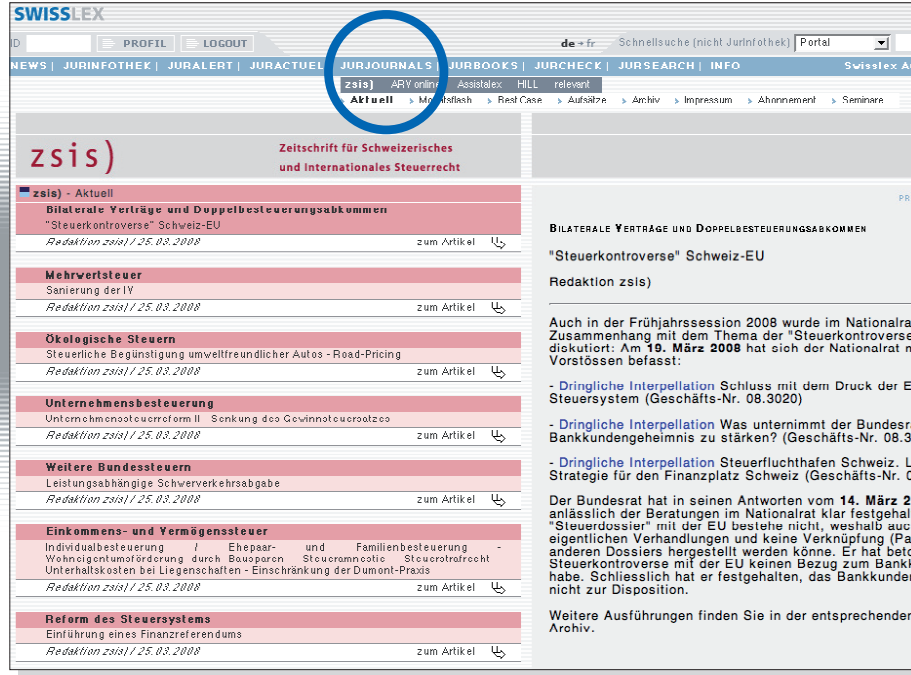 SWISSLEX
ID PROFIL LOGOUT de fr Schnellsuche (nicht JurInfothek) Portal
NEWS | JURINFOTHEK | JURALERT | JURACTUEL JURJOURNALS | JURBOOKS | JURCHECK | JURSEARCH | INFO Swisslex
zsis) ARV online Assistalex HILL relevant
Aktuell Monatsflash Best Case Aufsätze Archiv Impressum Abonnement Seminare
zsis)
Zeitschrift für Schweizerisches
und Internationales Steuerrecht
zsis) - Aktuell
Bilaterale Verträge und Doppelbesteuerungsabkommen
"Steuerkontroverse" Schweiz-EU
Redaktion zsis) / 25.03.2008 zum Artikel
Mehrwertsteuer
Sanierung der IV
Redaktion zsis) / 25.03.2008 zum Artikel
Ökologische Steuern
Steuerliche Begünstigung umweltfreundlicher Autos - Road-Pricing
Redaktion zsis) / 25.03.2008 zum Artikel
Unternehmensbesteuerung
Unternehmenssteuerreform II Senkung des Gewinnsteuersatzes
Redaktion zsis) / 25.03.2008 zum Artikel
Weitere Bundessteuern
Leistungsabhängige Schwerverkehrsabgabe
Redaktion zsis) / 25.03.2008 zum Artikel
Einkommens- und Vermögenssteuer
Individualbesteuerung / Ehepaar- und Familienbesteuerung -
Wohneigentumsförderung durch Bausparen Steueramnestie Steuerstrafrecht
Unterhaltskosten bei Liegenschaften - Einschränkung der Dumont-Praxis
Redaktion zsis) / 25.03.2008 zum Artikel
Reform des Steuersystems
Einführung eines Finanzreferendums
Redaktion zsis) / 25.03.2008 zum Artikel
PR
BILATERALE VERTRÄGE UND DOPPELBESTEUERUNGSABKOMMEN
"Steuerkontroverse" Schweiz-EU
Redaktion zsis)
Auch in der Frühjahrssession 2008 wurde im Nationalra
Zusammenhang mit dem Thema der "Steuerkontroverse
diskutiert: Am 19. März 2008 hat sich der Nationalrat
Vorstössen befasst:
- Dringliche Interpellation Schluss mit dem Druck der E
Steuersystem (Geschäfts-Nr. 08.3020)
- Dringliche Interpellation Was unternimmt der Bundesra
Bankkundengeheimnis zu stärken? (Geschäfts-Nr. 08.3
- Dringliche Interpellation Steuerfluchthafen Schweiz. L
Strategie für den Finanzplatz Schweiz (Geschäfts-Nr. 0
Der Bundesrat hat in seinen Antworten vom 14. März 2
anlässlich der Beratungen im Nationalrat klar festgehal
"Steuerdossier" mit der EU bestehe nicht, weshalb auc
eigentlichen Verhandlungen und keine Verknüpfung (Pa
anderen Dossiers hergestellt werden könne. Er hat beto
Steuerkontroverse mit der EU keinen Bezug zum Bankk
habe. Schliesslich hat er festgehalten, das Bankkunden
nicht zur Disposition.
Weitere Ausführungen finden Sie in der entsprechenden
Archiv.